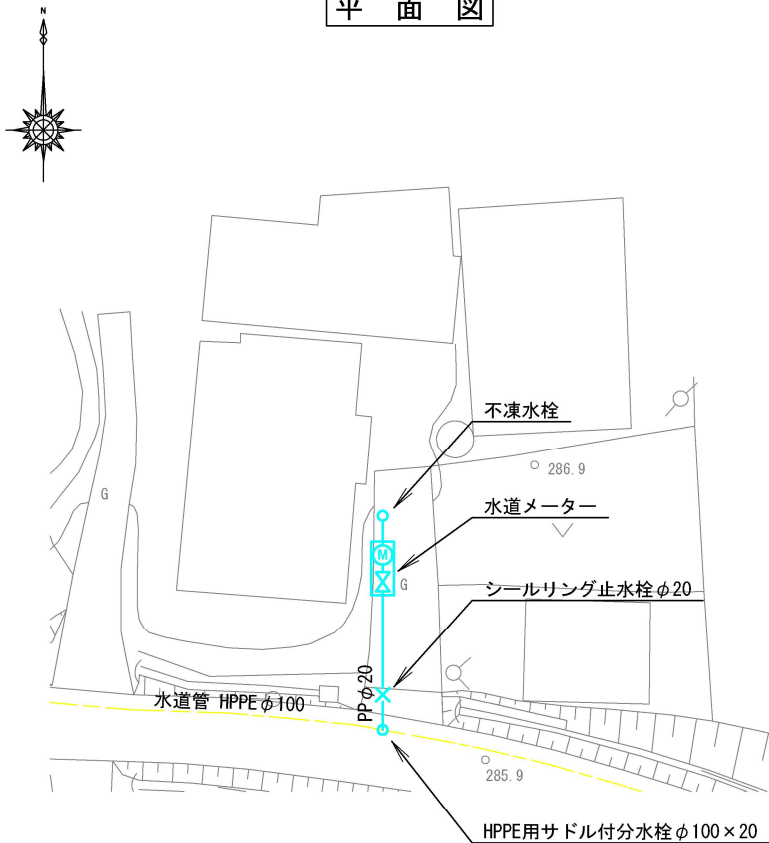 平 面 図
N
不凍水栓
286.9
水道メーター
G
M
G
シールリング止水栓φ20
PPφ20
水道管 HPPEφ100
285.9
HPPE用サドル付分水栓φ100×20